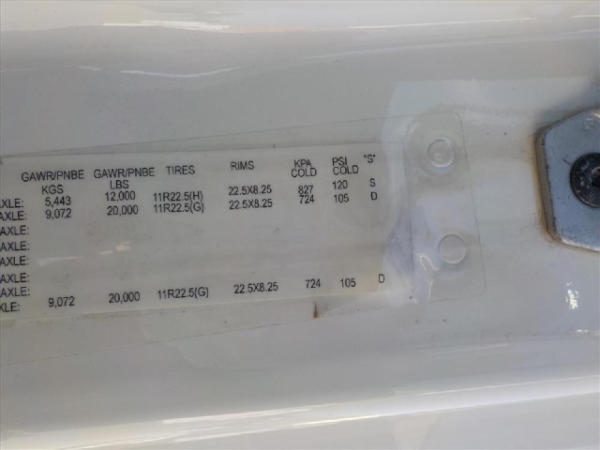 GAWR/PNBE GAWR/PNBE TIRES RIMS KPA PSI "S"
KGS LBS COLD COLD
AXLE: 5,443 12,000 11R22.5(H) 22.5X8.25 827 120 S
AXLE: 9,072 20,000 11R22.5(G) 22.5X8.25 724 105 D
AXLE:
AXLE:
AXLE:
AXLE:
AXLE: 9,072 20,000 11R22.5(G) 22.5X8.25 724 105 D